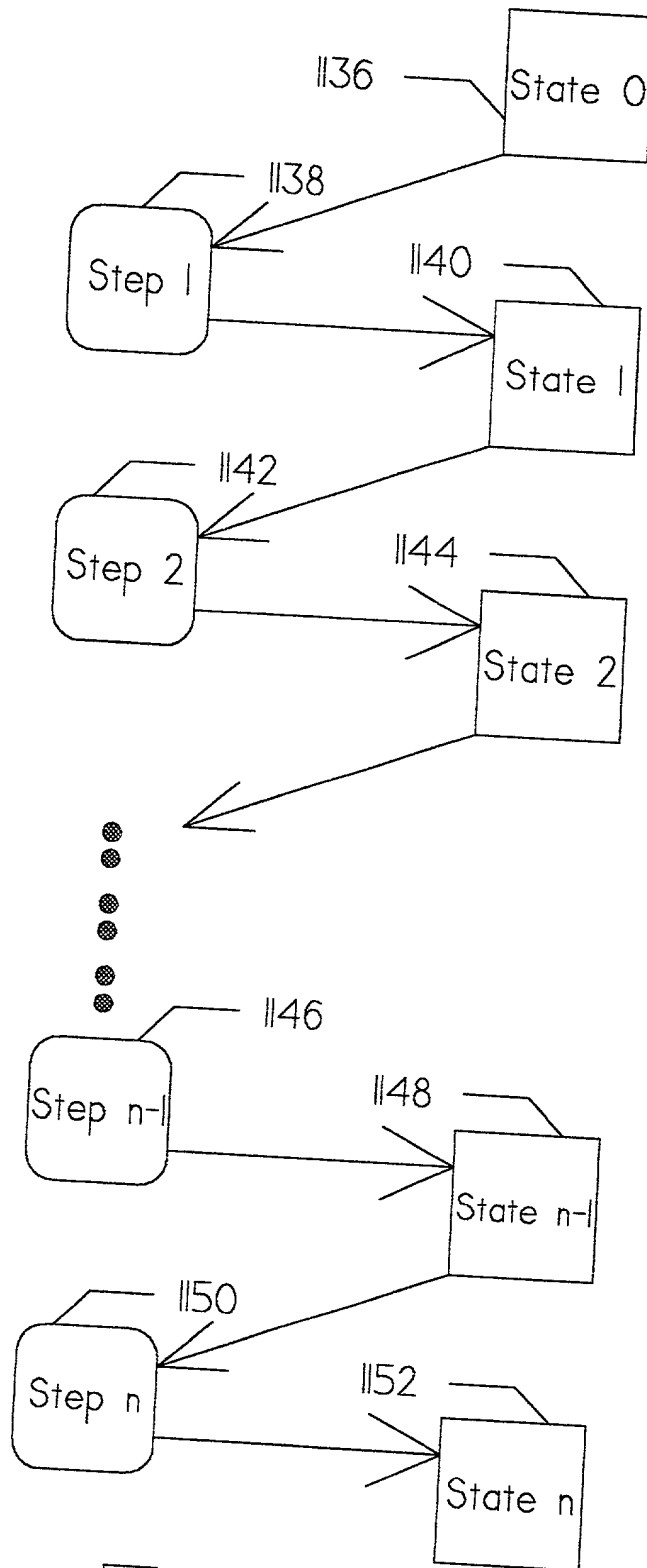 1136
State 0
1138
Step 1
1140
State 1
1142
Step 2
1144
State 2
1146
Step n-1
1148
State n-1
1150
Step n
1152
State n